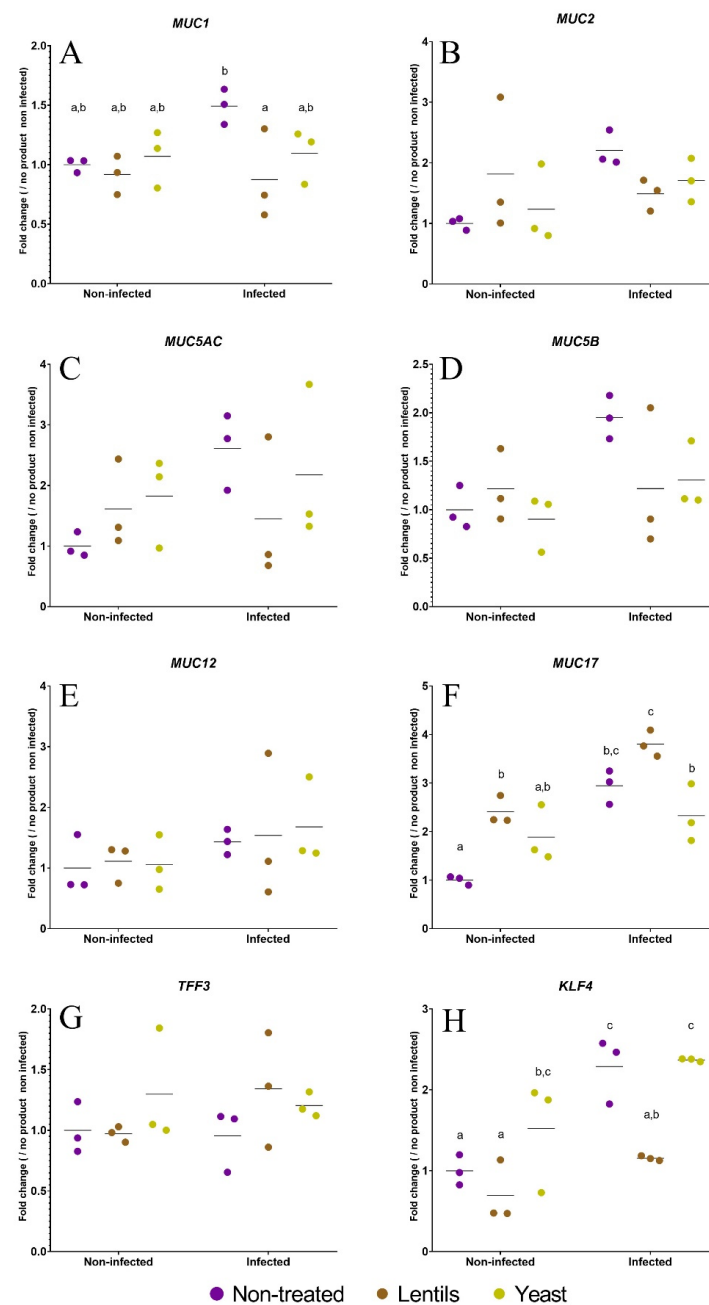 MUC1
A
Fold change ( / no product non infected)
2.0
1.5
1.0
0.5
0.0
a,b
a,b
a,b
b
a
a,b
Non-infected
Infected
MUC2
B
Fold change ( / no product non infected)
4
3
2
1
0
Non-infected
Infected
MUC5AC
C
Fold change ( / no product non infected)
4
3
2
1
0
Non-infected
Infected
MUC5B
D
Fold change ( / no product non infected)
2.5
2.0
1.5
1.0
0.5
0.0
Non-infected
Infected
MUC12
E
Fold change ( / no product non infected)
4
3
2
1
0
Non-infected
Infected
MUC17
F
Fold change ( / no product non infected)
5
4
3
2
1
0
a
b
a,b
b,c
c
b
Non-infected
Infected
TFF3
G
Fold change ( / no product non infected)
2.0
1.5
1.0
0.5
0.0
Non-infected
Infected
KLF4
H
Fold change ( / no product non infected)
3
2
1
0
a
a
b,c
c
a,b
c
Non-infected
Infected
Non-treated Lentils Yeast